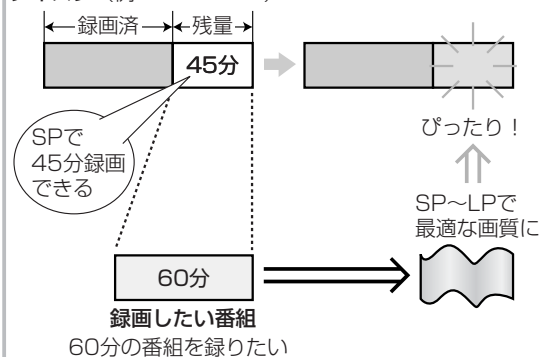 録画済
残量
45分
SPで
45分録画
できる
ぴったり！
SP〜LPで
最適な画質に
60分
録画したい番組
60分の番組を録りたい